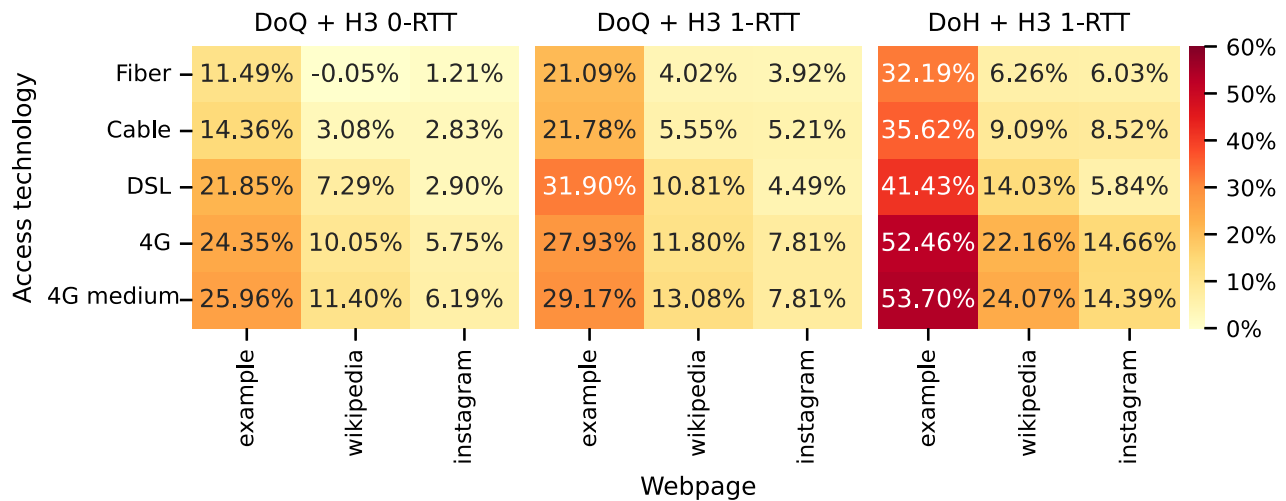 DoQ + H3 0-RTT DoQ + H3 1-RTT DoH + H3 1-RTT
Access technology
Fiber 11.49% -0.05% 1.21% 21.09% 4.02% 3.92% 32.19% 6.26% 6.03%
Cable 14.36% 3.08% 2.83% 21.78% 5.55% 5.21% 35.62% 9.09% 8.52%
DSL 21.85% 7.29% 2.90% 31.90% 10.81% 4.49% 41.43% 14.03% 5.84%
4G 24.35% 10.05% 5.75% 27.93% 11.80% 7.81% 52.46% 22.16% 14.66%
4G medium 25.96% 11.40% 6.19% 29.17% 13.08% 7.81% 53.70% 24.07% 14.39%
60%
50%
40%
30%
20%
10%
0%
example wikipedia instagram example wikipedia instagram example wikipedia instagram
Webpage